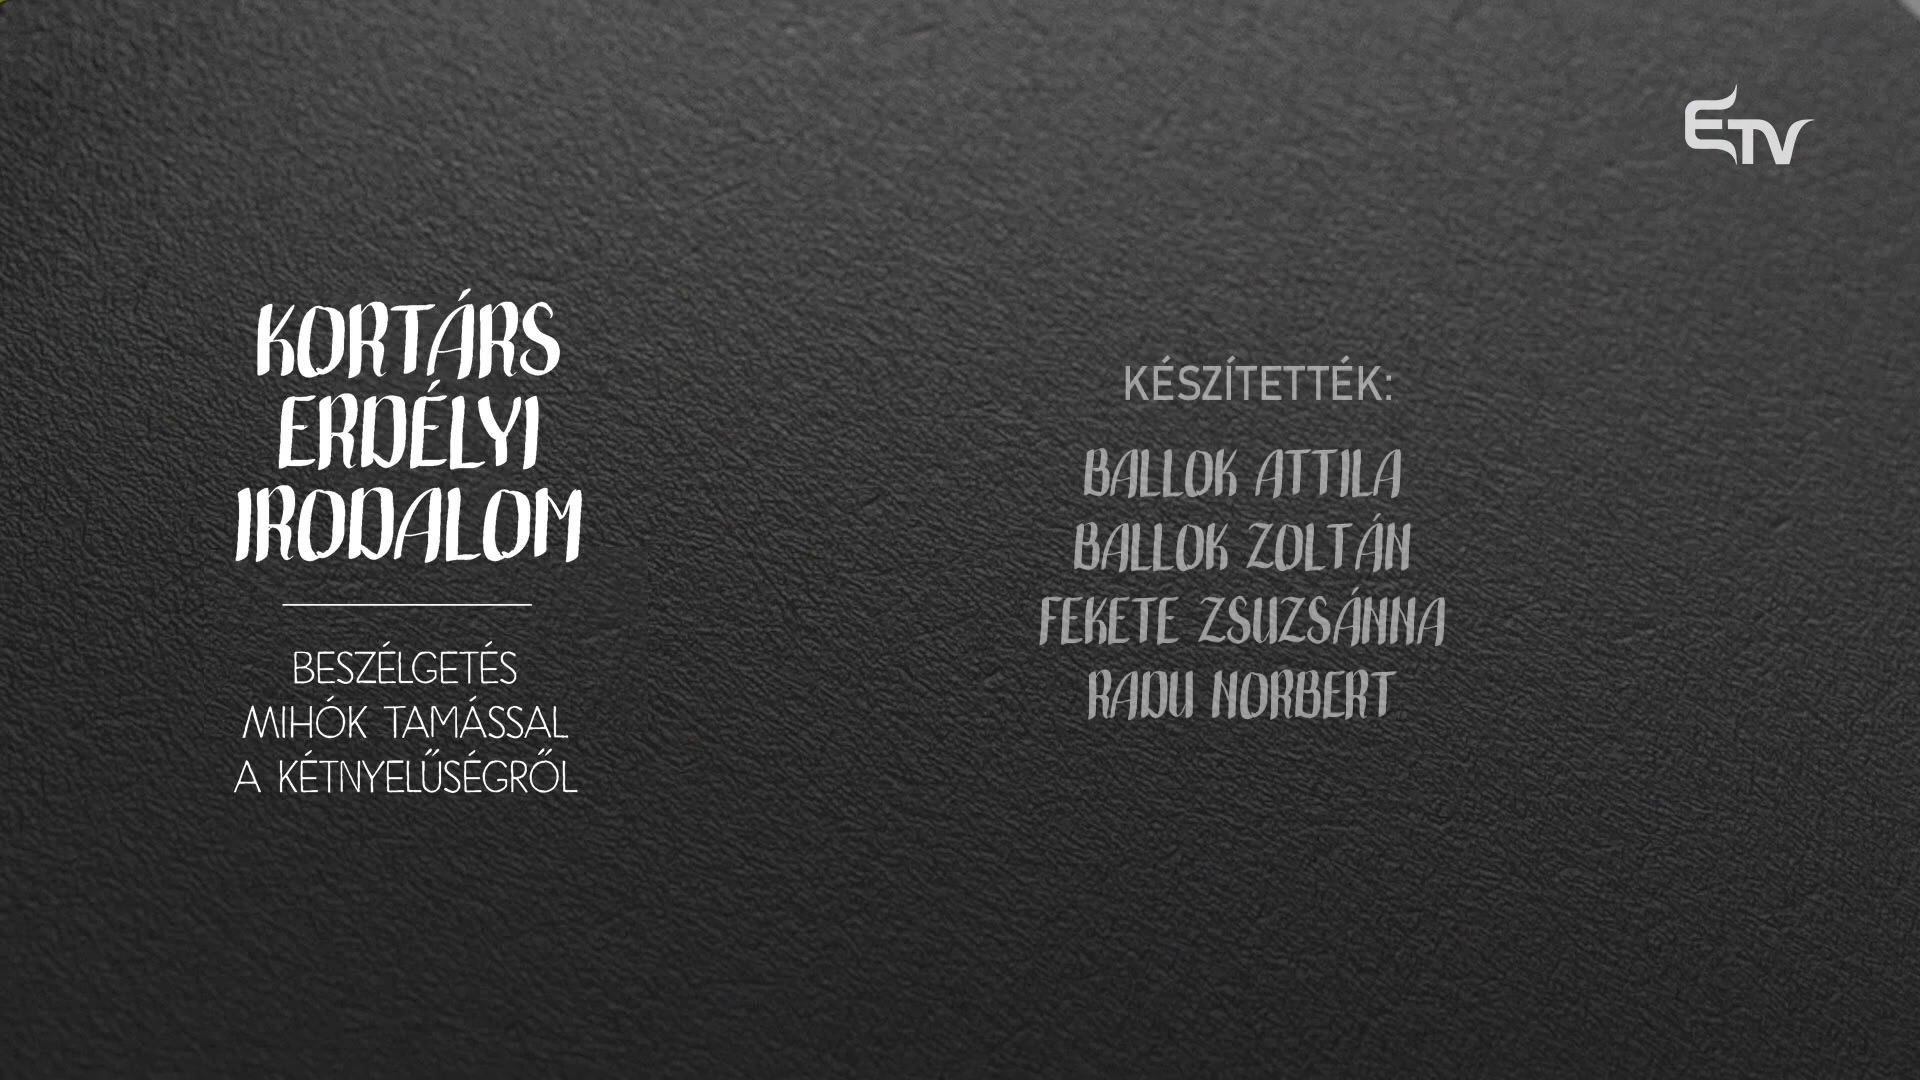 ETV
KORTÁRS
ERDÉLYI
IRODALOM
BESZÉLGETÉS
MIHÓK TAMÁSSAL
A KÉTNYELŰSÉGRŐL
KÉSZÍTETTÉK:
BALLOK ATTILA
BALLOK ZOLTÁN
FEKETE ZSUZSÁNNA
RADU NORBERT